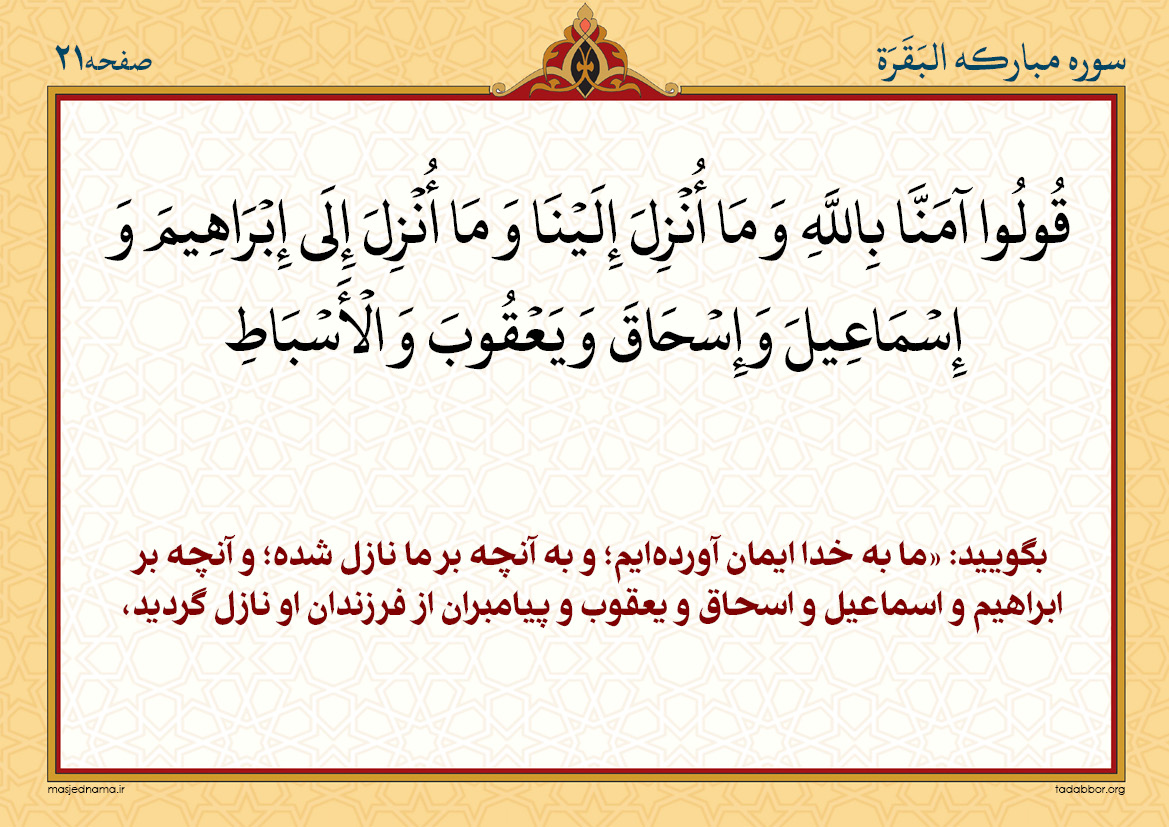 سوره مبارکه البَقَرَة
صفحه۲۱
قُولُوا آمَنَّا بِاللَّهِ وَ مَا أُنْزِلَ إِلَيْنَا وَ مَا أُنْزِلَ إِلَى إِبْرَاهِيمَ وَ
إِسْمَاعِيلَ وَ إِسْحَاقَ وَ يَعْقُوبَ وَ الْأَسْبَاطِ
بگویید: «ما به خدا ایمان آورده‌ایم؛ و به آنچه بر ما نازل شده؛ و آنچه بر
ابراهیم و اسماعیل و اسحاق و یعقوب و پیامبران از فرزندان او نازل گردید،
masjednama.ir
tadabbor.org